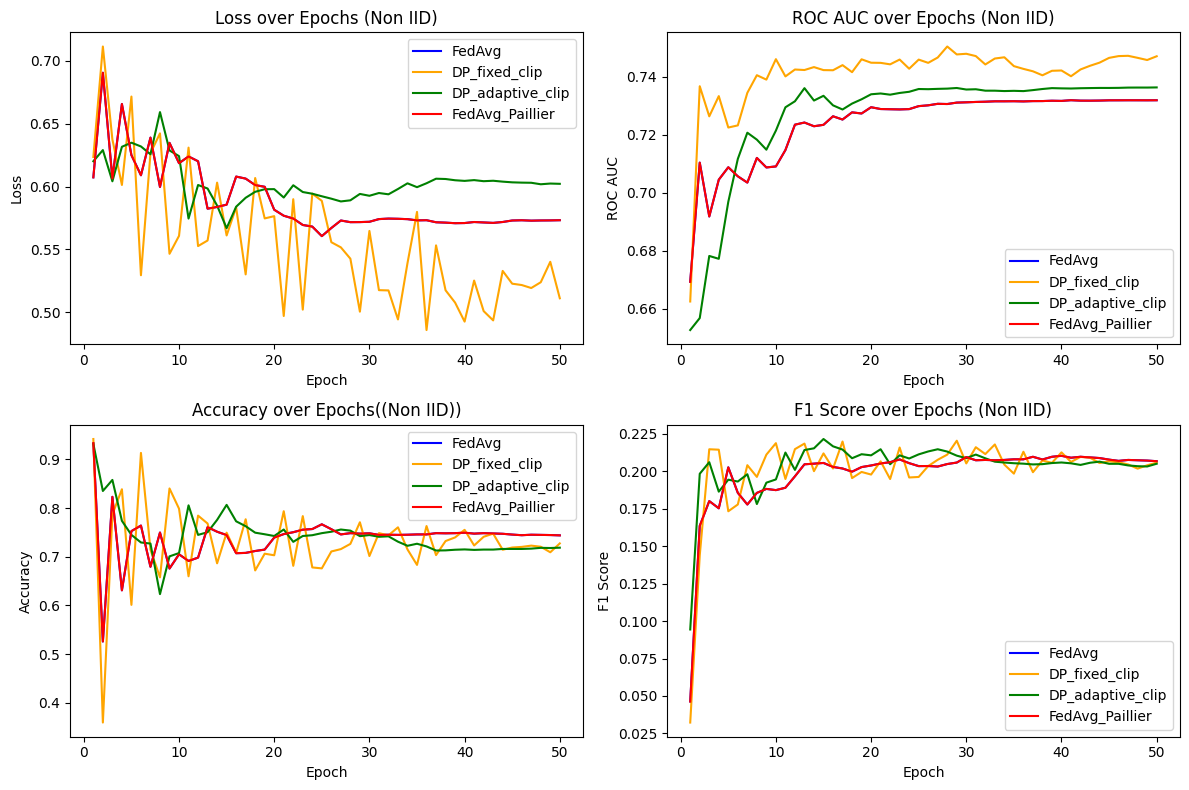 Loss over Epochs (Non IID)
0.70
0.65
0.60
0.55
0.50
Loss
0
10
20
30
40
50
Epoch
FedAvg
DP_fixed_clip
DP_adaptive_clip
FedAvg_Paillier
ROC AUC over Epochs (Non IID)
0.74
0.72
0.70
0.68
0.66
ROC AUC
0
10
20
30
40
50
Epoch
FedAvg
DP_fixed_clip
DP_adaptive_clip
FedAvg_Paillier
Accuracy over Epochs((Non IID))
0.9
0.8
0.7
0.6
0.5
0.4
Accuracy
0
10
20
30
40
50
Epoch
FedAvg
DP_fixed_clip
DP_adaptive_clip
FedAvg_Paillier
F1 Score over Epochs (Non IID)
0.225
0.200
0.175
0.150
0.125
0.100
0.075
0.050
0.025
F1 Score
0
10
20
30
40
50
Epoch
FedAvg
DP_fixed_clip
DP_adaptive_clip
FedAvg_Paillier